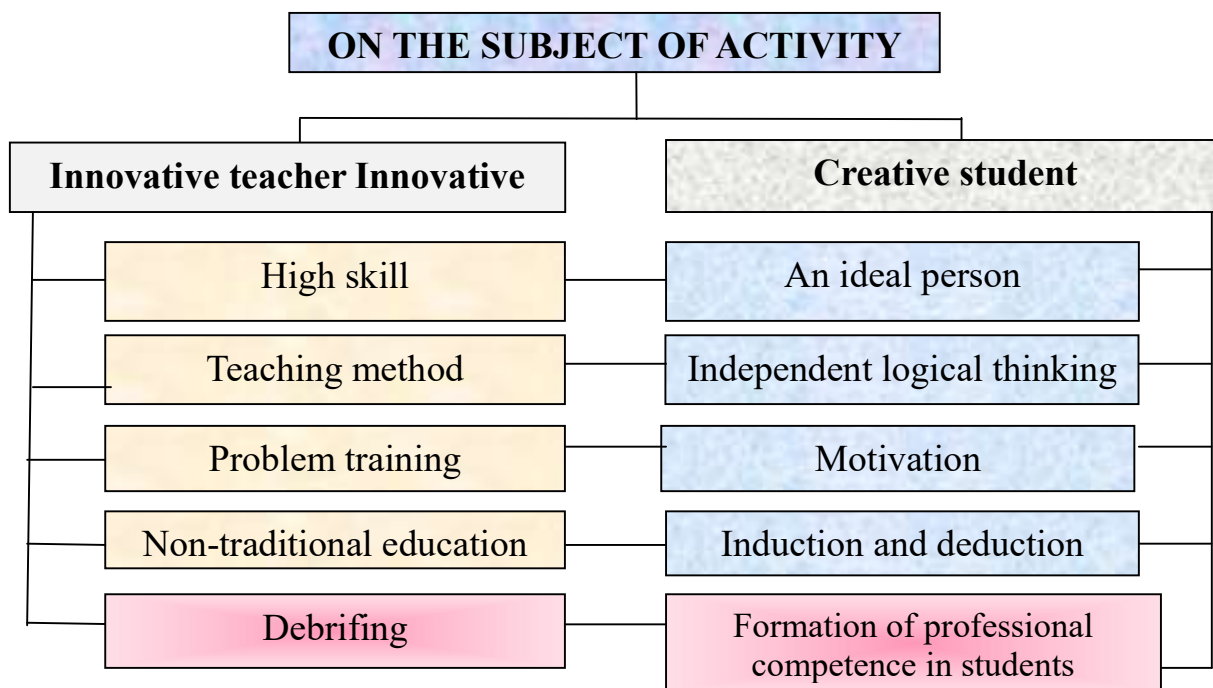 ON THE SUBJECT OF ACTIVITY
Innovative teacher Innovative
Creative student
High skill
An ideal person
Teaching method
Independent logical thinking
Problem training
Motivation
Non-traditional education
Induction and deduction
Debrifing
Formation of professional
competence in students